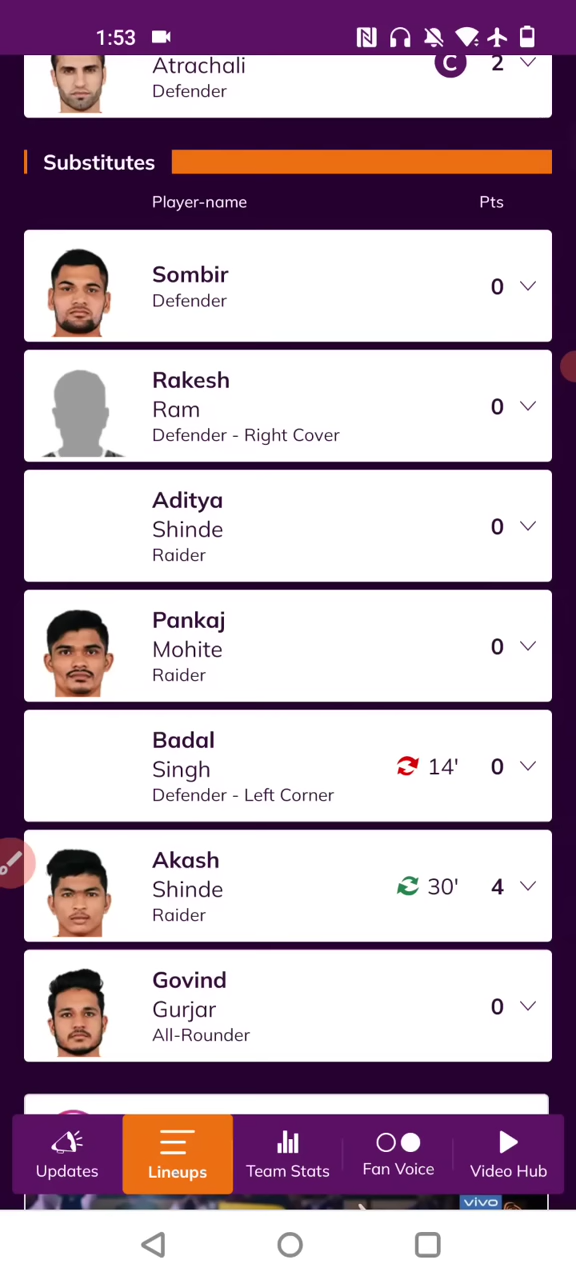 1:53
Atrachali
C
2
Defender
Substitutes
Player-name
Pts
Sombir
Defender
0
Rakesh
Ram
Defender - Right Cover
0
Aditya
Shinde
Raider
0
Pankaj
Mohite
Raider
0
Badal
Singh
Defender - Left Corner
14'
0
Akash
Shinde
Raider
30'
4
Govind
Gurjar
All-Rounder
0
Updates
Lineups
Team Stats
Fan Voice
Video Hub
vivo